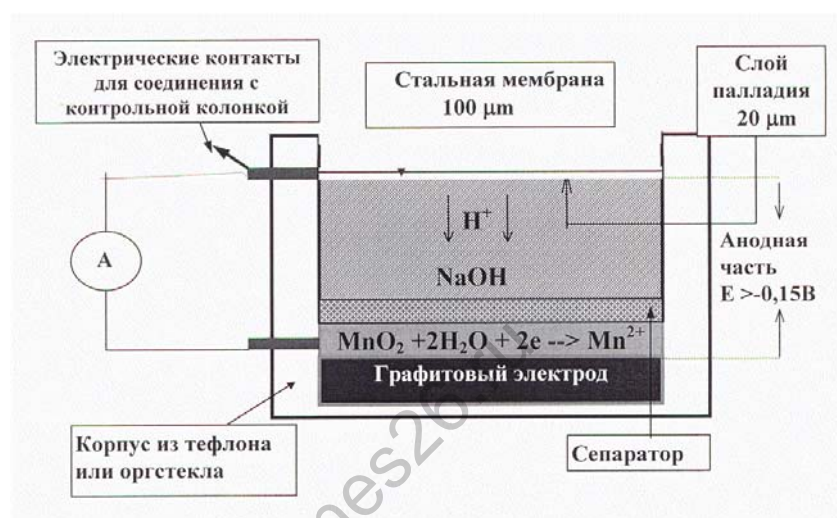 Электрические контакты
для соединения с
контрольной колонкой
Стальная мембрана
100 μm
Слой
палладия
20 μm
H⁺
А
NaOH
Анодная
часть
E >-0,15В
MnO₂ +2H₂O + 2e --> Mn²⁺
Графитовый электрод
Корпус из тефлона
или оргстекла
Сепаратор